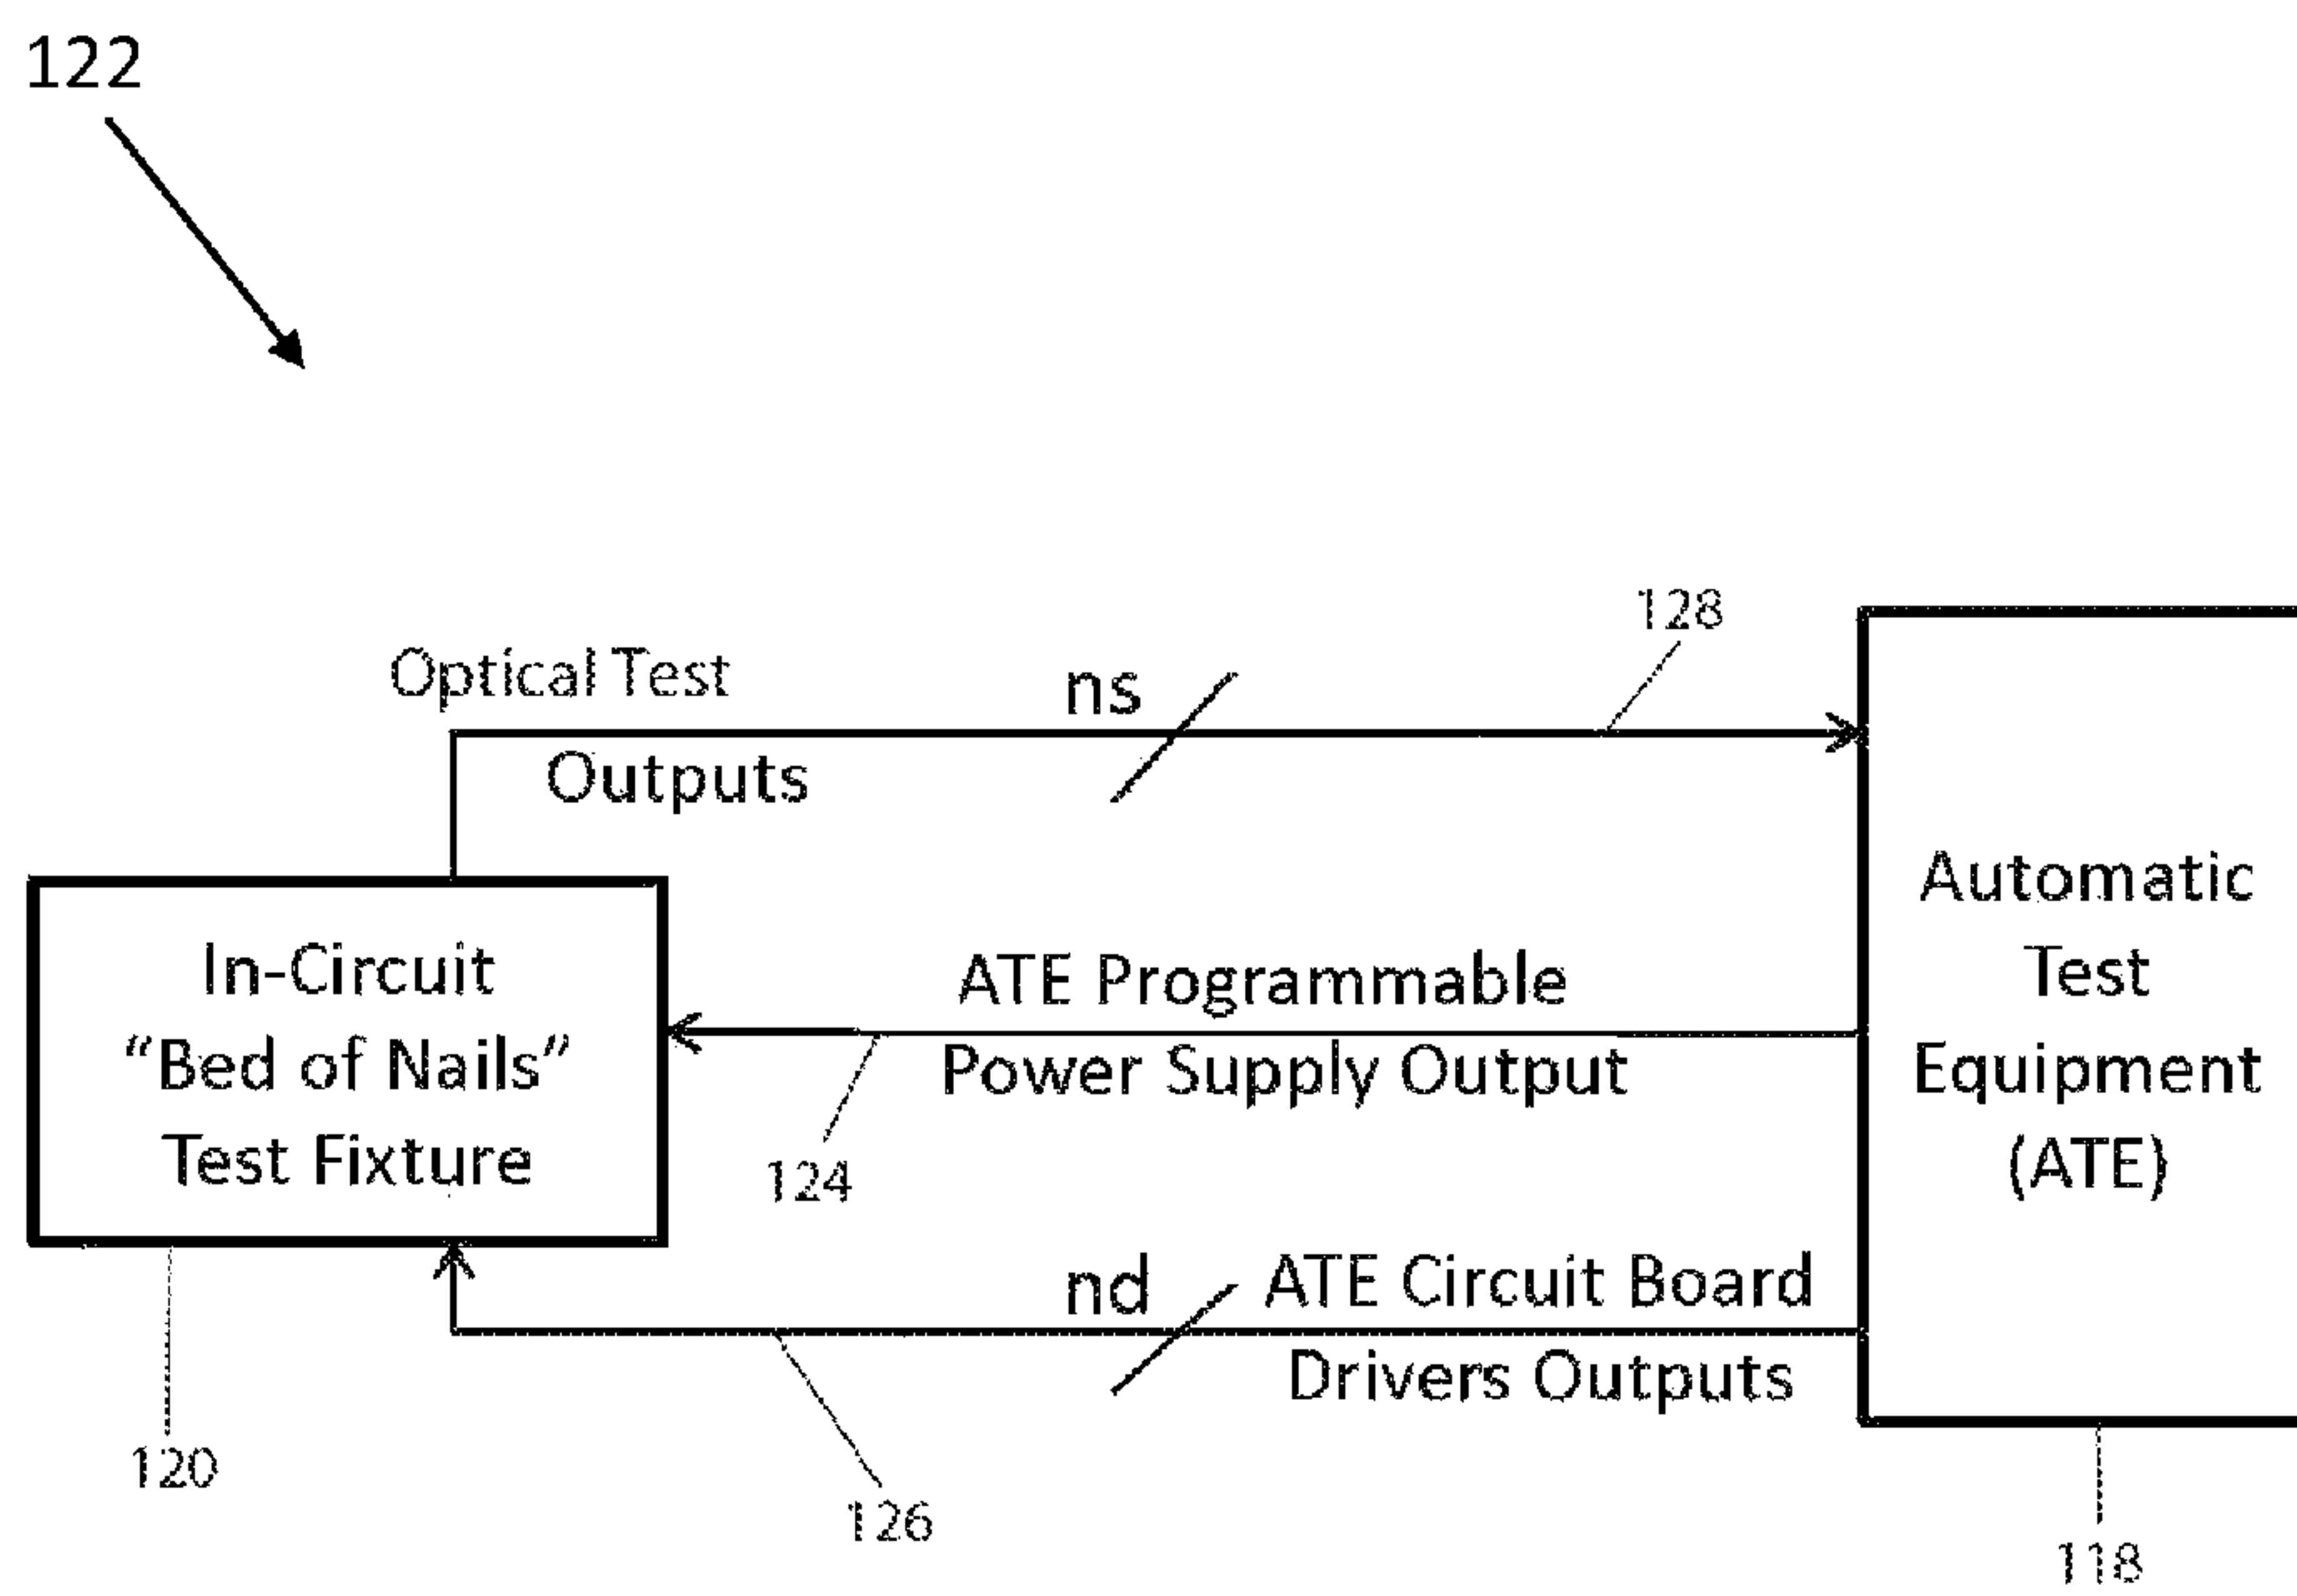 122
128
Optical Test
ns
Outputs
In-Circuit
“Bed of Nails”
Test Fixture
ATE Programmable
Power Supply Output
124
Automatic
Test
Equipment
(ATE)
nd
ATE Circuit Board
Drivers Outputs
120
126
118